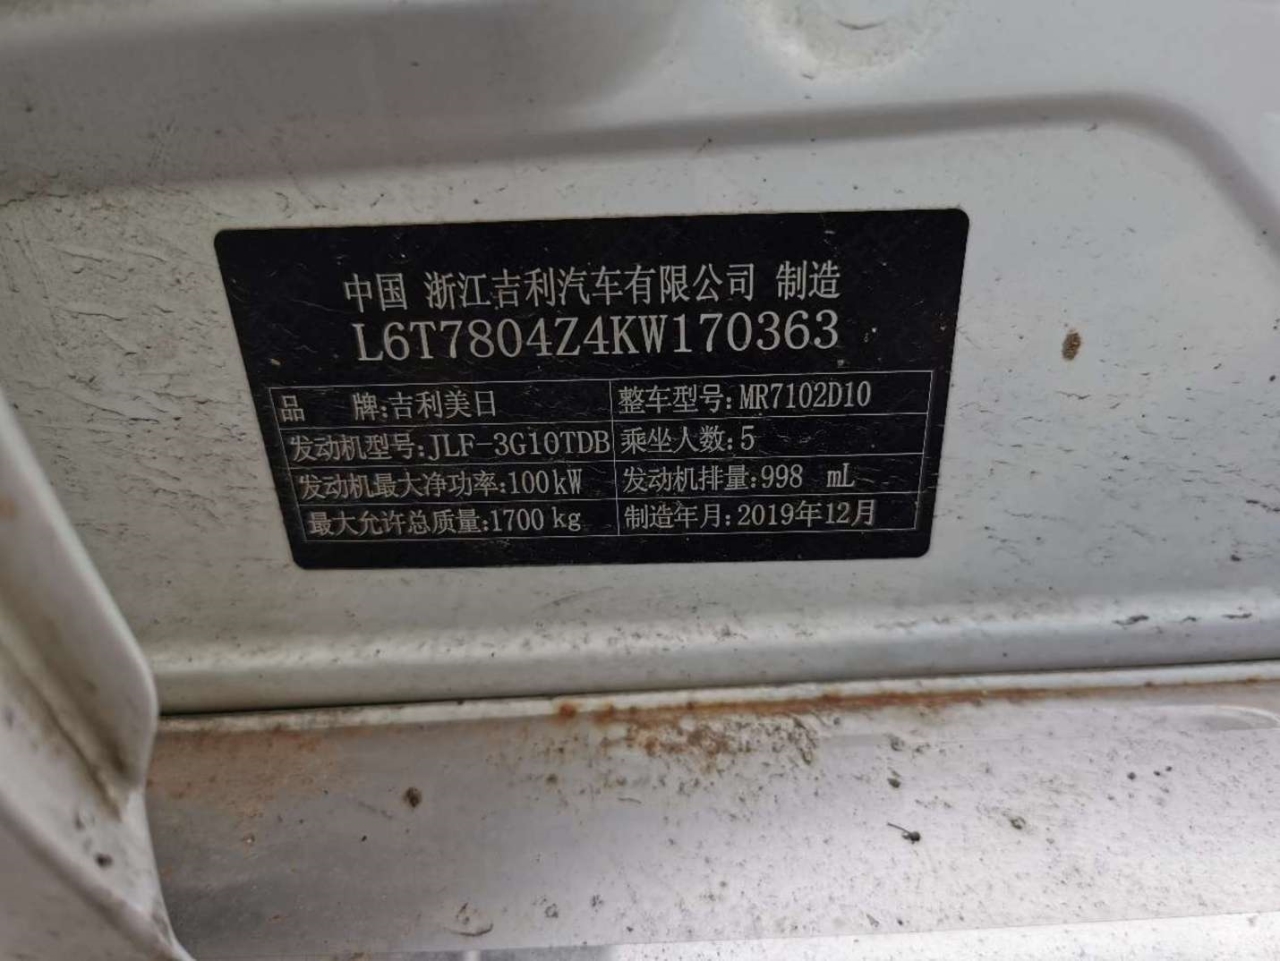 中国 浙江吉利汽车有限公司 制造
L6T7804Z4KW170363
品 牌:吉利美日 整车型号:MR7102D10
发动机型号:JLF-3G10TDB 乘坐人数:5
发动机最大净功率:100kW 发动机排量:998 mL
最大允许总质量:1700 kg 制造年月:2019年12月